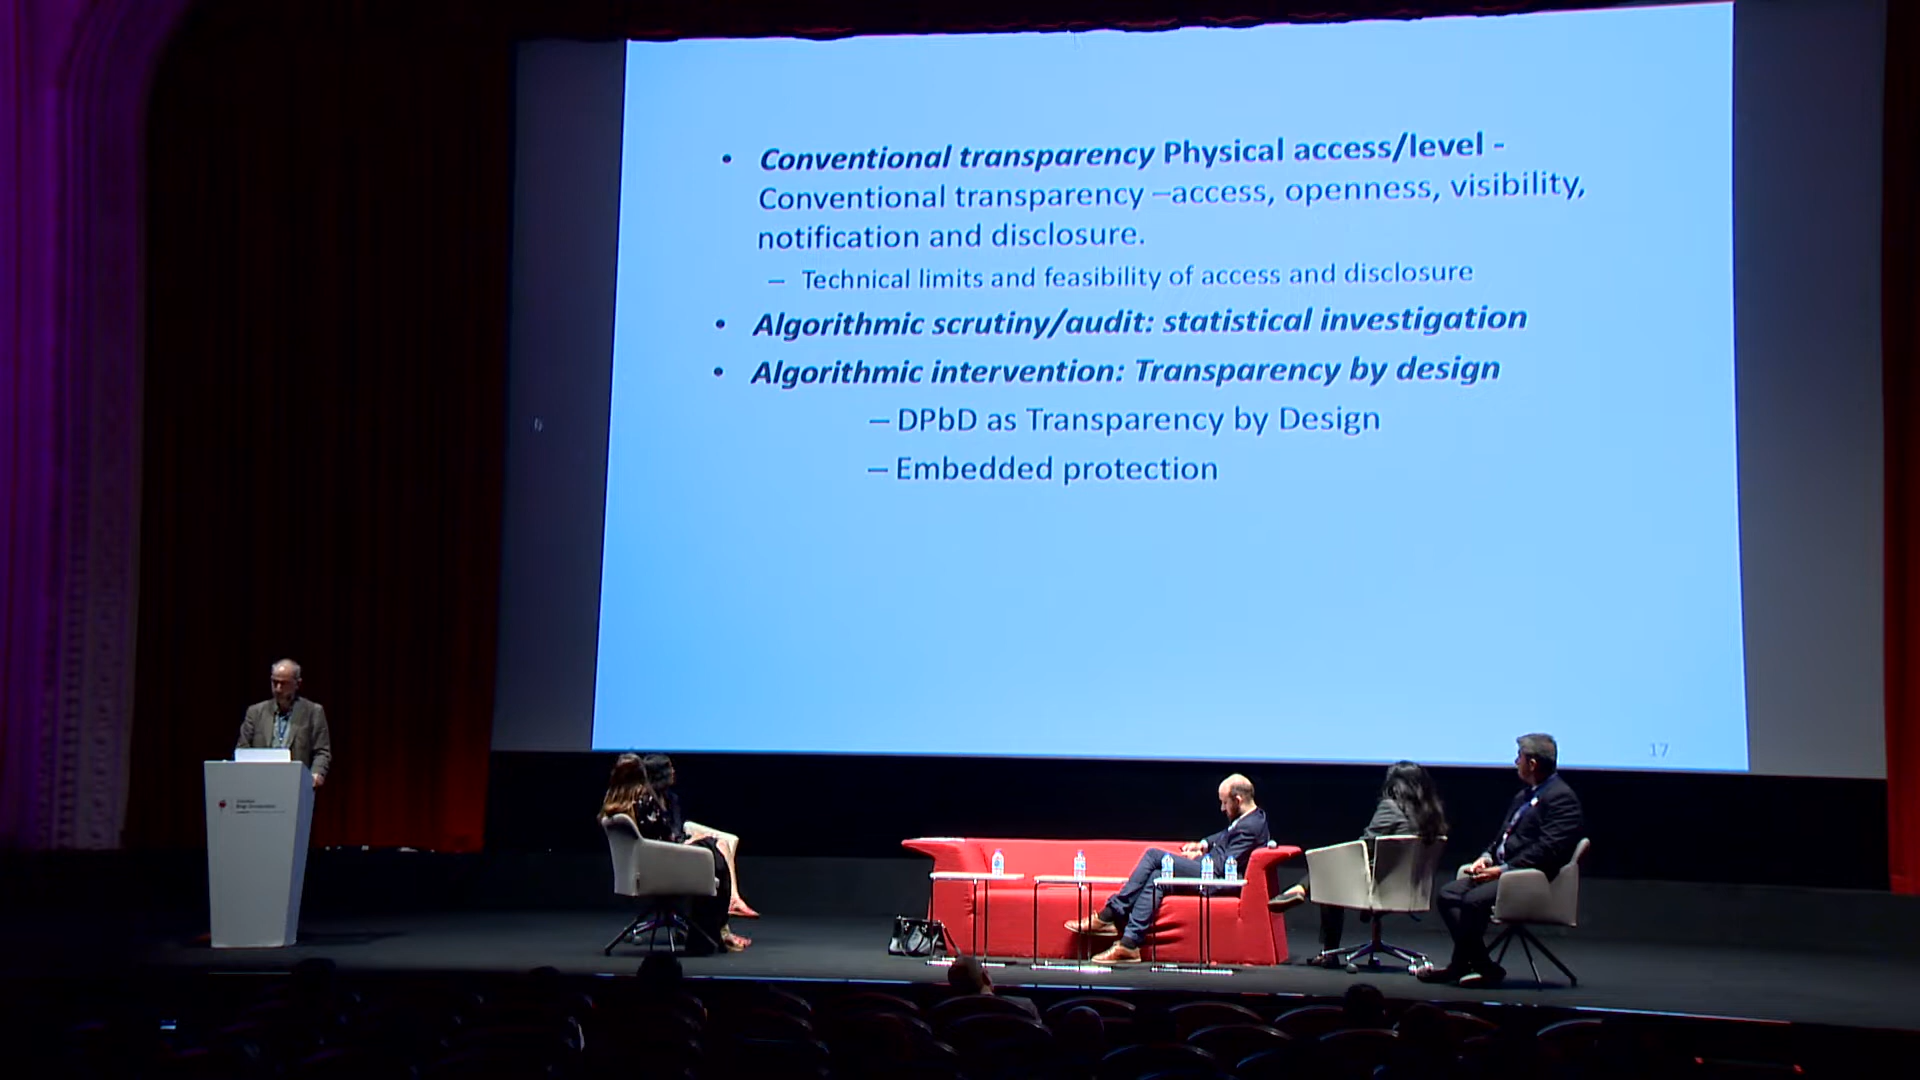 • Conventional transparency Physical access/level -
Conventional transparency –access, openness, visibility,
notification and disclosure.
– Technical limits and feasibility of access and disclosure
• Algorithmic scrutiny/audit: statistical investigation
• Algorithmic intervention: Transparency by design
– DPbD as Transparency by Design
– Embedded protection
17